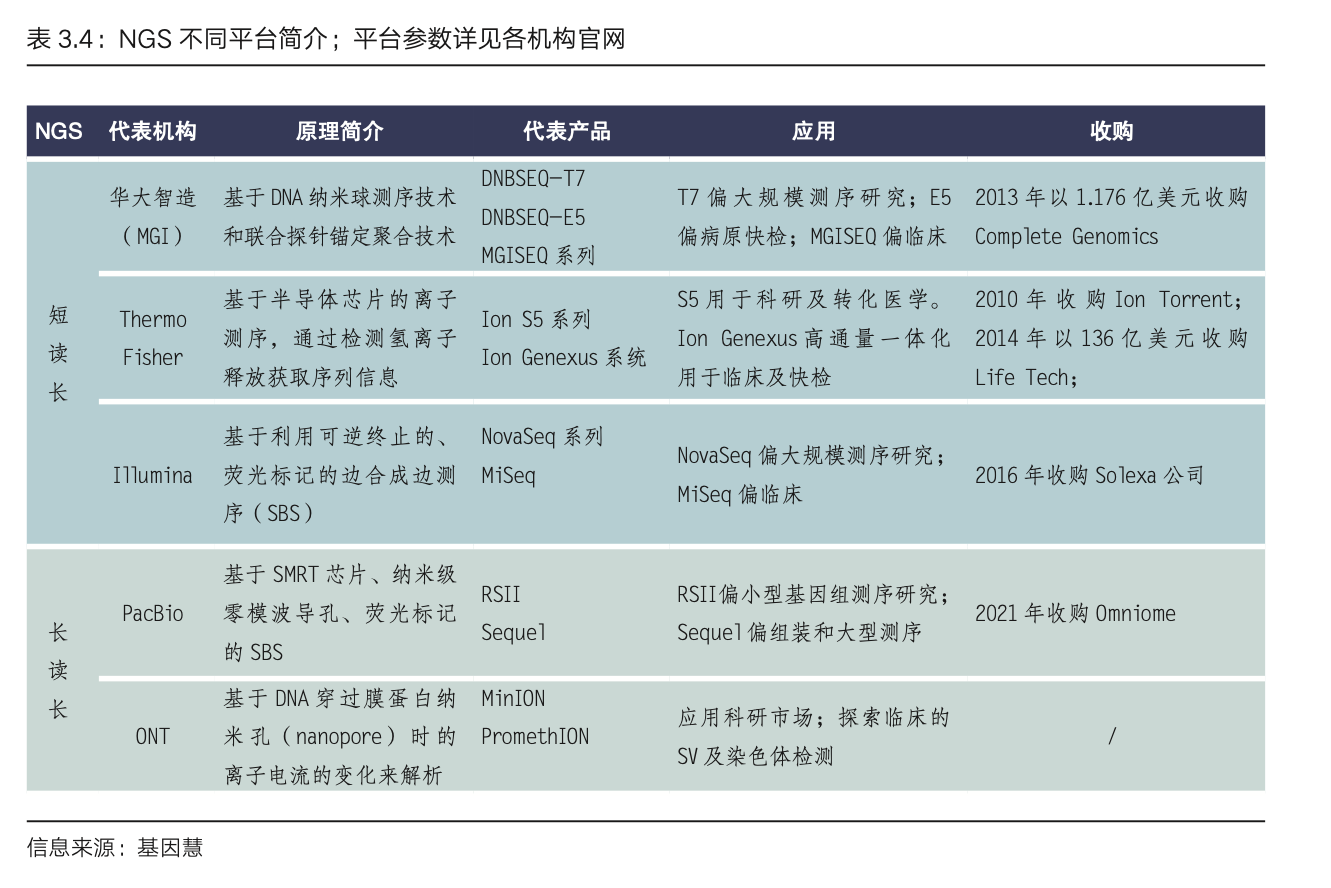 表 3.4：NGS 不同平台简介；平台参数详见各机构官网
NGS 代表机构 原理简介 代表产品 应用 收购
短
读
长
华大智造
（MGI）
基于 DNA 纳米球测序技术
和联合探针锚定聚合技术
DNBSEQ—T7
DNBSEQ—E5
MGISEQ 系列
T7 偏大规模测序研究；E5
偏病原快检；MGISEQ 偏临床
2013 年以 1.176 亿美元收购
Complete Genomics
Thermo
Fisher
基于半导体芯片的离子
测序，通过检测氢离子
释放获取序列信息
Ion S5 系列
Ion Genexus 系统
S5 用于科研及转化医学。
Ion Genexus 高通量一体化
用于临床及快检
2010 年收购 Ion Torrent；
2014 年以 136 亿美元收购
Life Tech；
Illumina
基于利用可逆终止的、
荧光标记的边合成边测
序（SBS）
NovaSeq 系列
MiSeq
NovaSeq 偏大规模测序研究；
MiSeq 偏临床
2016 年收购 Solexa 公司
长
读
长
PacBio
基于 SMRT 芯片、纳米级
零模波导孔、荧光标记
的 SBS
RSII
Sequel
RSII偏小型基因组测序研究；
Sequel 偏组装和大型测序
2021 年收购 Omniome
ONT
基于 DNA 穿过膜蛋白纳
米孔（nanopore）时的
离子电流的变化来解析
MinION
PromethION
应用科研市场；探索临床的
SV 及染色体检测
/
信息来源：基因慧